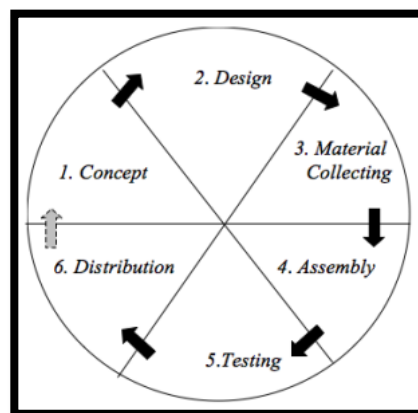 2. Design
3. Material
Collecting
1. Concept
6. Distribution
4. Assembly
5.Testing